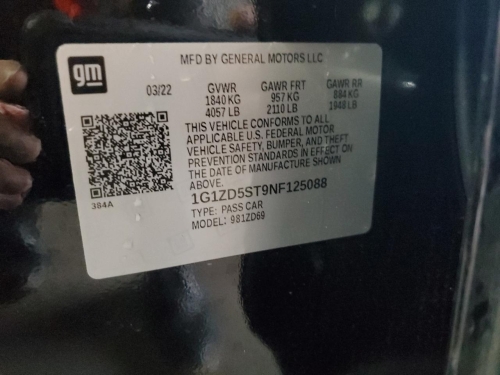 gm
MFD BY GENERAL MOTORS LLC
03/22 GVWR GAWR FRT GAWR RR
1840 KG 957 KG 884 KG
4057 LB 2110 LB 1948 LB
THIS VEHICLE CONFORMS TO ALL
APPLICABLE U.S. FEDERAL MOTOR
VEHICLE SAFETY, BUMPER, AND THEFT
PREVENTION STANDARDS IN EFFECT ON
THE DATE OF MANUFACTURE SHOWN
ABOVE.
384A
1G1ZD5ST9NF125088
TYPE: PASS CAR
MODEL: 981ZD69